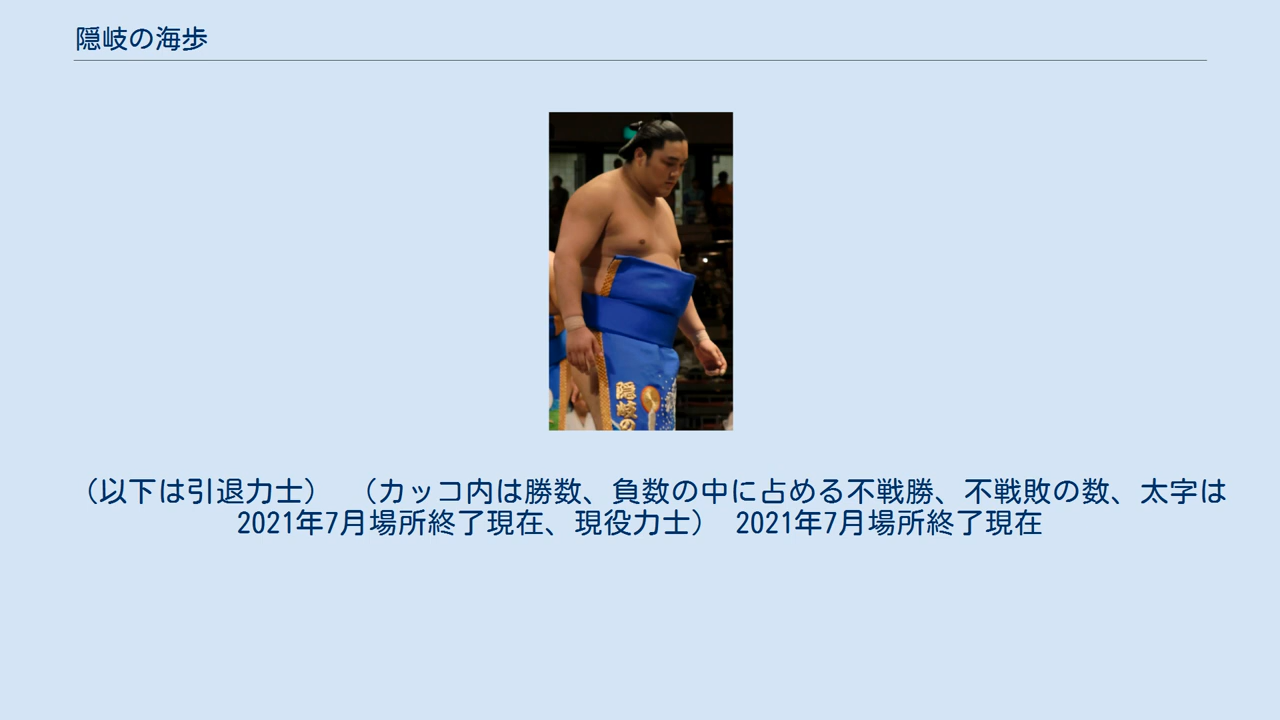 隠岐の海歩
隠岐の
（以下は引退力士）　（カッコ内は勝数、負数の中に占める不戦勝、不戦敗の数、太字は
2021年7月場所終了現在、現役力士）　2021年7月場所終了現在